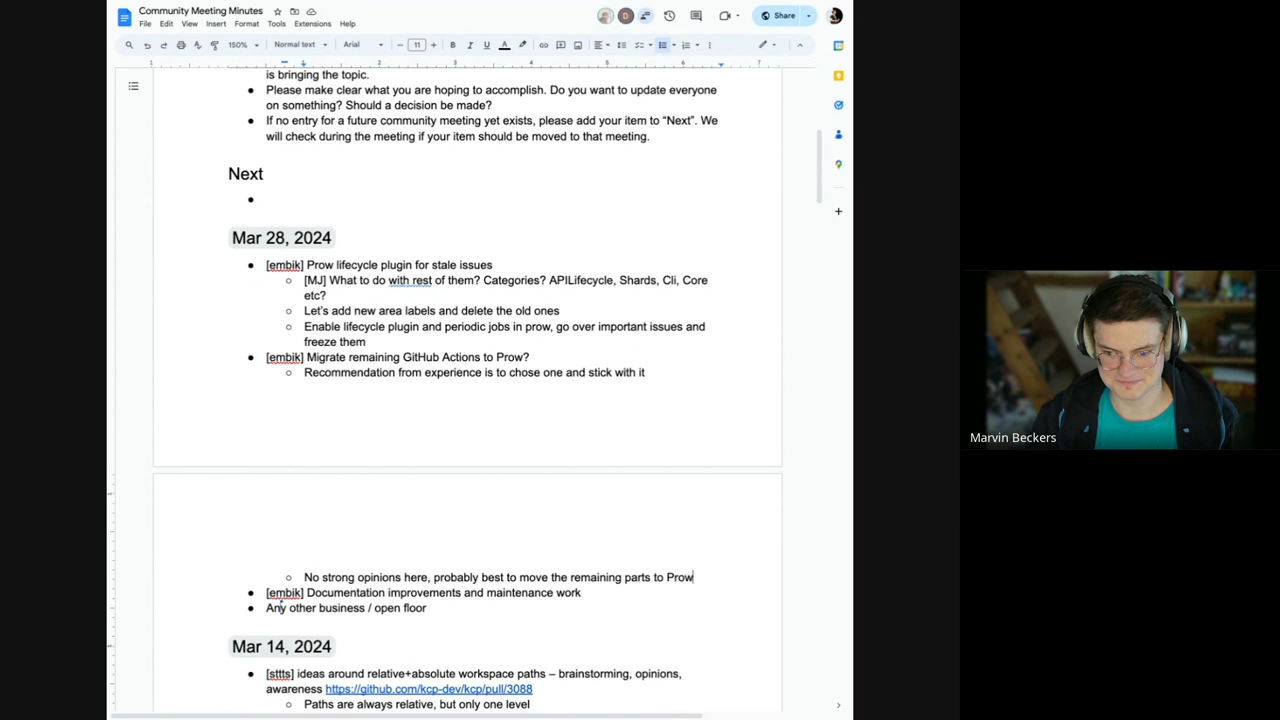 Community Meeting Minutes
File Edit View Insert Format Tools Extensions Help
Share
150% Normal text Arial 11
1 1 2 3 4 5 6 7
is bringing the topic.
● Please make clear what you are hoping to accomplish. Do you want to update everyone
on something? Should a decision be made?
● If no entry for a future community meeting yet exists, please add your item to “Next”. We
will check during the meeting if your item should be moved to that meeting.
Next
●
Mar 28, 2024
● [embik] Prow lifecycle plugin for stale issues
○ [MJ] What to do with rest of them? Categories? APILifecycle, Shards, Cli, Core
etc?
○ Let’s add new area labels and delete the old ones
○ Enable lifecycle plugin and periodic jobs in prow, go over important issues and
freeze them
● [embik] Migrate remaining GitHub Actions to Prow?
○ Recommendation from experience is to chose one and stick with it
○ No strong opinions here, probably best to move the remaining parts to Prow
● [embik] Documentation improvements and maintenance work
● Any other business / open floor
Mar 14, 2024
● [sttts] ideas around relative+absolute workspace paths – brainstorming, opinions,
awareness https://github.com/kcp-dev/kcp/pull/3088
○ Paths are always relative, but only one level
Marvin Beckers